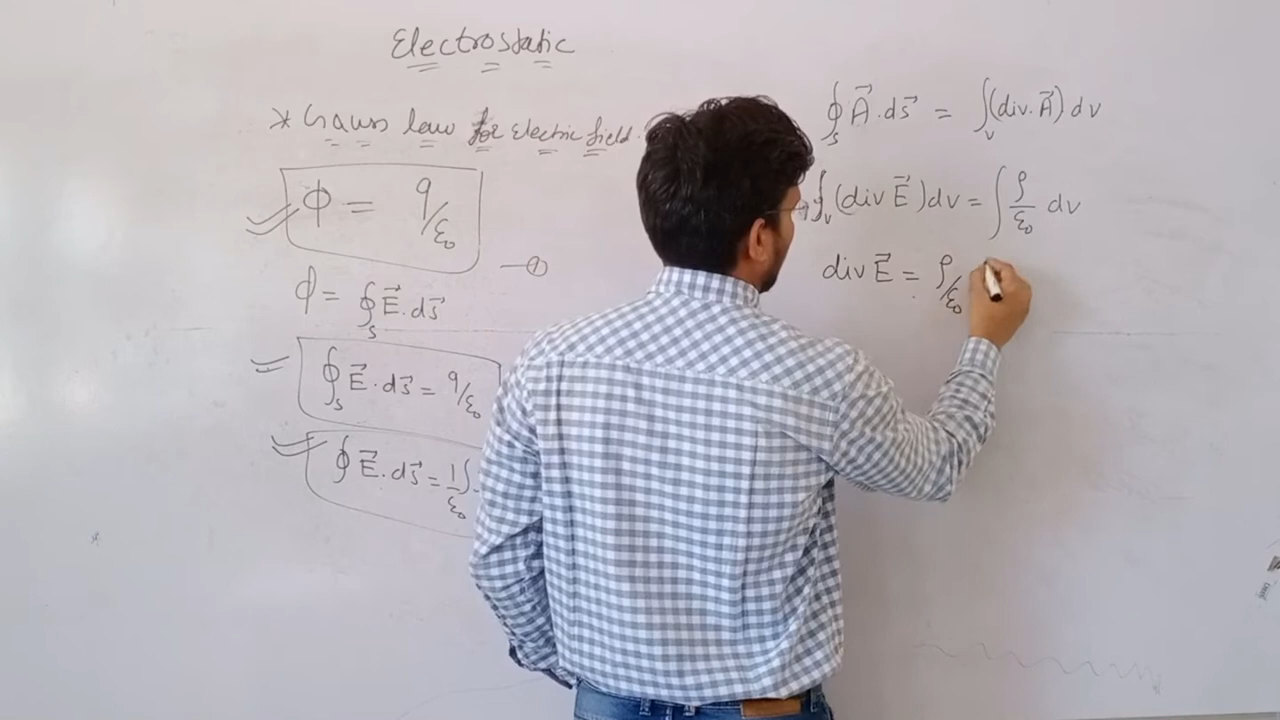 Electrostatic
* Gauss law for Electric field.
ϕ = q/ε₀
—①
ϕ = ∮ₛ E⃗.ds⃗
∮ₛ E⃗.ds⃗ = q/ε₀
∮ E⃗.ds⃗ = 1/ε₀ ∫
∮ₛ A⃗.ds⃗ = ∫ᵥ(div.A⃗) dv
∮ᵥ(div E⃗)dv = ∫ ρ/ε₀ dv
div E⃗ = ρ/ε₀